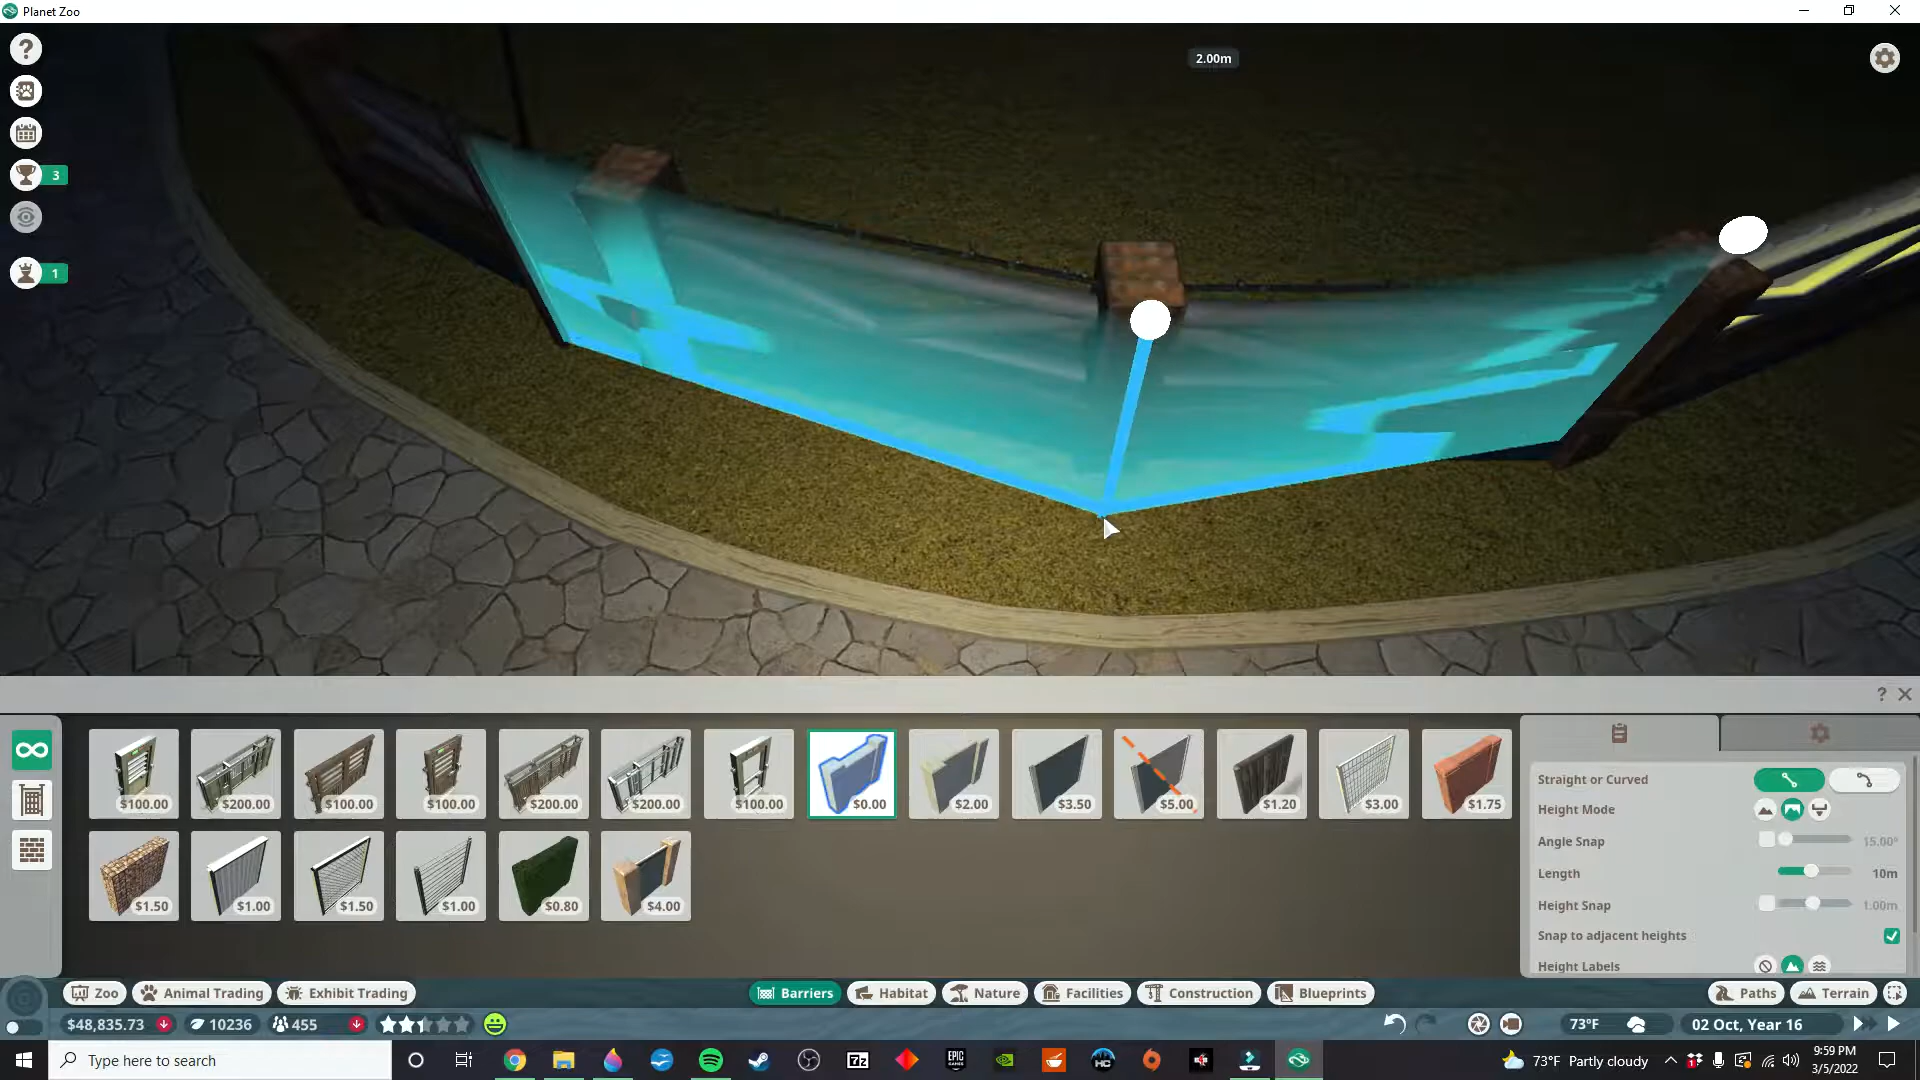 Planet Zoo
2.00m
3
1
$100.00
$200.00
$100.00
$100.00
$200.00
$200.00
$100.00
$0.00
$2.00
$3.50
$5.00
$1.20
$3.00
$1.75
$1.50
$1.00
$1.50
$1.00
$0.80
$4.00
Straight or Curved
Height Mode
Angle Snap
15.00°
Length
10m
Height Snap
1.00m
Snap to adjacent heights
Height Labels
Zoo
Animal Trading
Exhibit Trading
Barriers
Habitat
Nature
Facilities
Construction
Blueprints
Paths
Terrain
$48,835.73
10236
455
73°F
02 Oct, Year 16
Type here to search
7z
EPIC GAMES
HC
73°F Partly cloudy
9:59 PM
3/5/2022